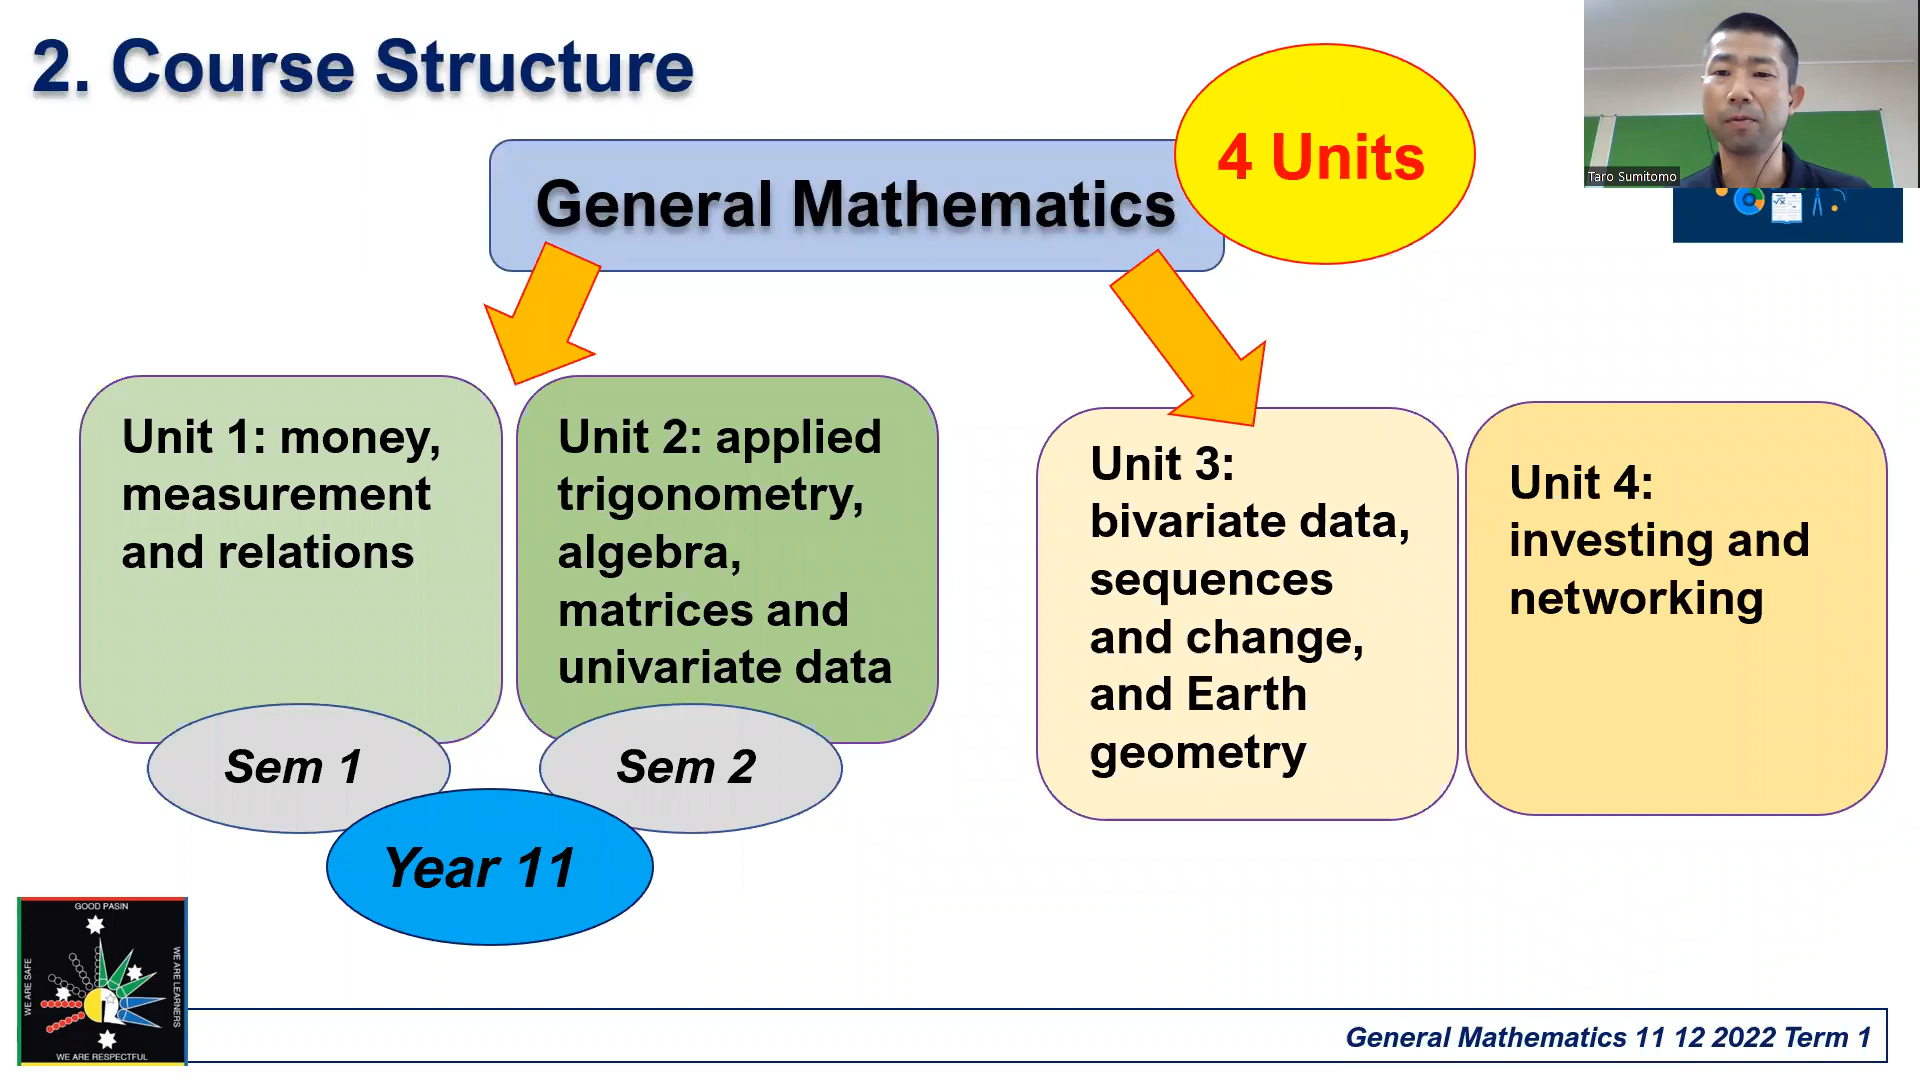 2. Course Structure
General Mathematics
4 Units
Taro Sumitomo
Unit 1: money,
measurement
and relations
Unit 2: applied
trigonometry,
algebra,
matrices and
univariate data
Unit 3:
bivariate data,
sequences
and change,
and Earth
geometry
Unit 4:
investing and
networking
Sem 1
Sem 2
Year 11
GOOD PASIN
WE ARE SAFE
WE ARE LEARNERS
WE ARE RESPECTFUL
General Mathematics 11 12 2022 Term 1